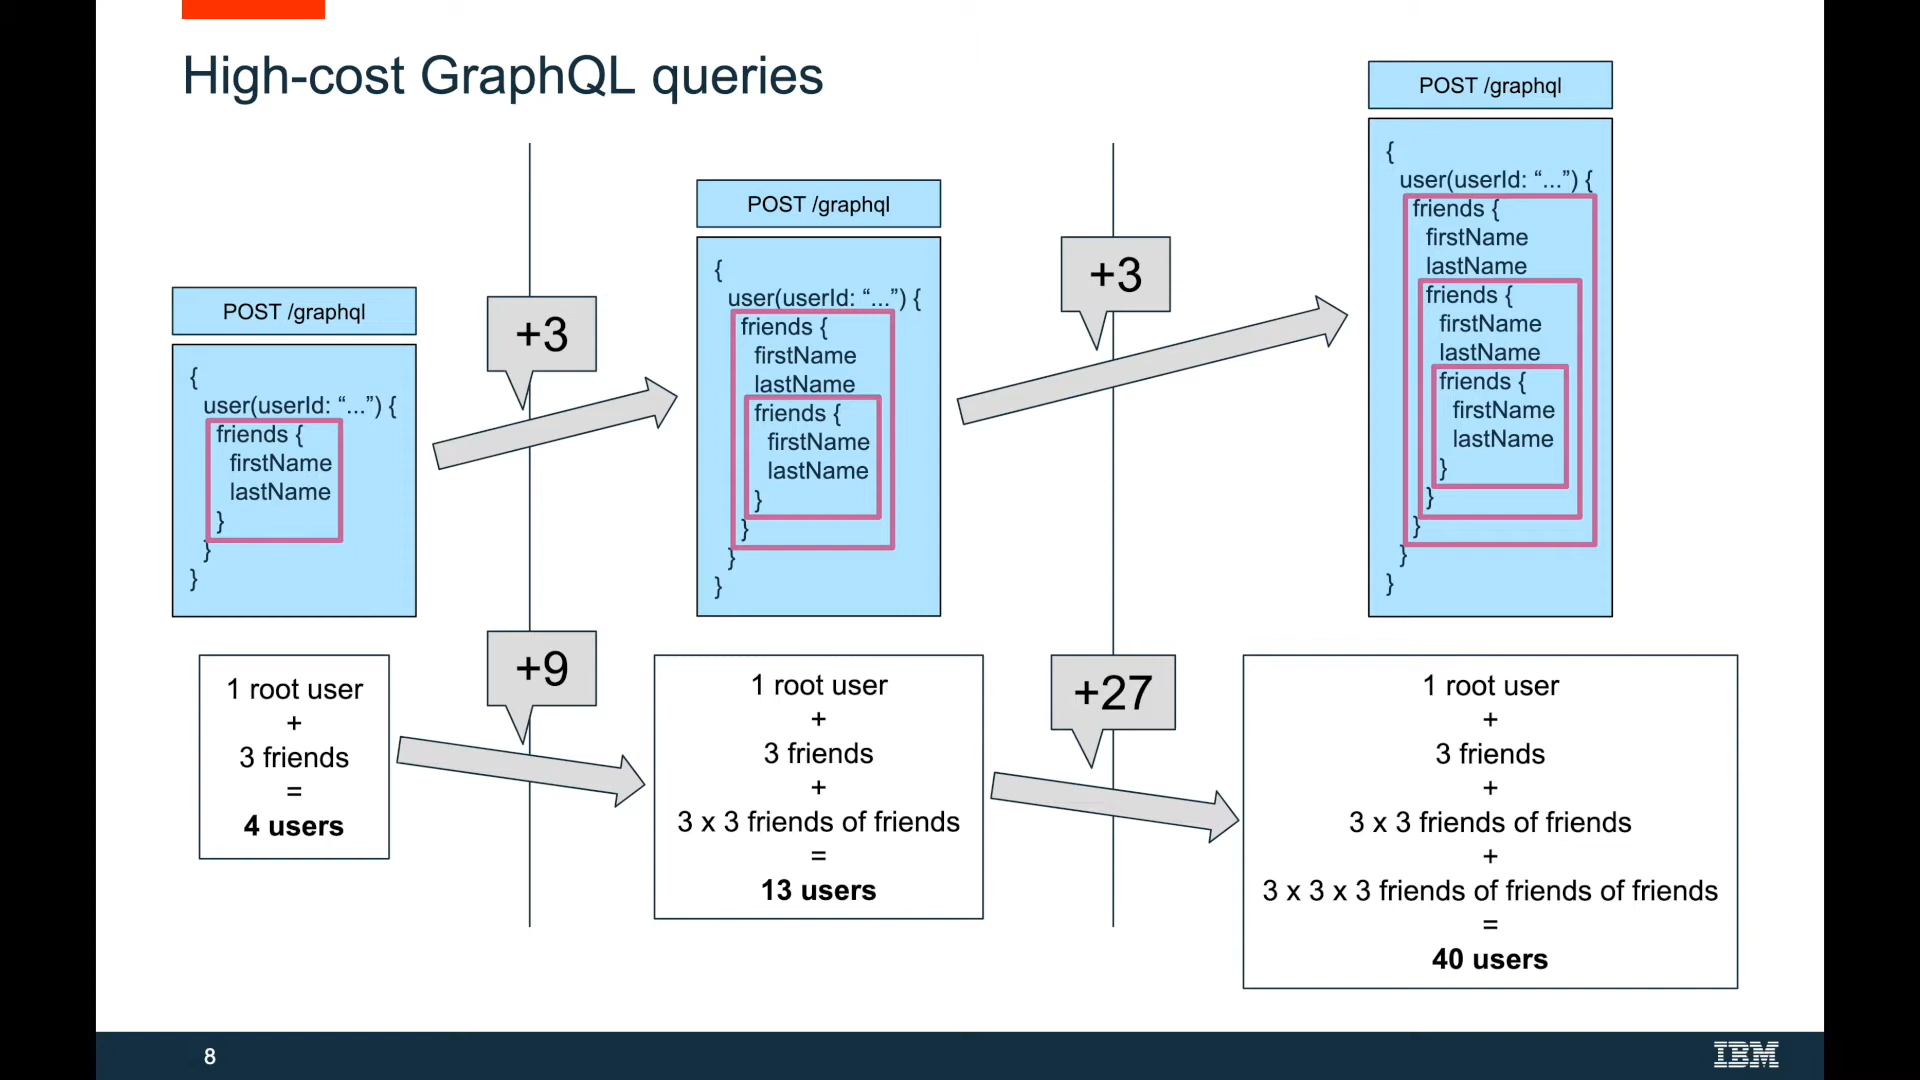 High-cost GraphQL queries
POST /graphql
{
user(userId: “...”) {
friends {
firstName
lastName
}
}
}
+3
POST /graphql
{
user(userId: “...”) {
friends {
firstName
lastName
friends {
firstName
lastName
}
}
}
}
+3
POST /graphql
{
user(userId: “...”) {
friends {
firstName
lastName
friends {
firstName
lastName
friends {
firstName
lastName
}
}
}
}
}
1 root user
+
3 friends
=
4 users
+9
1 root user
+
3 friends
+
3 x 3 friends of friends
=
13 users
+27
1 root user
+
3 friends
+
3 x 3 friends of friends
+
3 x 3 x 3 friends of friends of friends
=
40 users
8
IBM